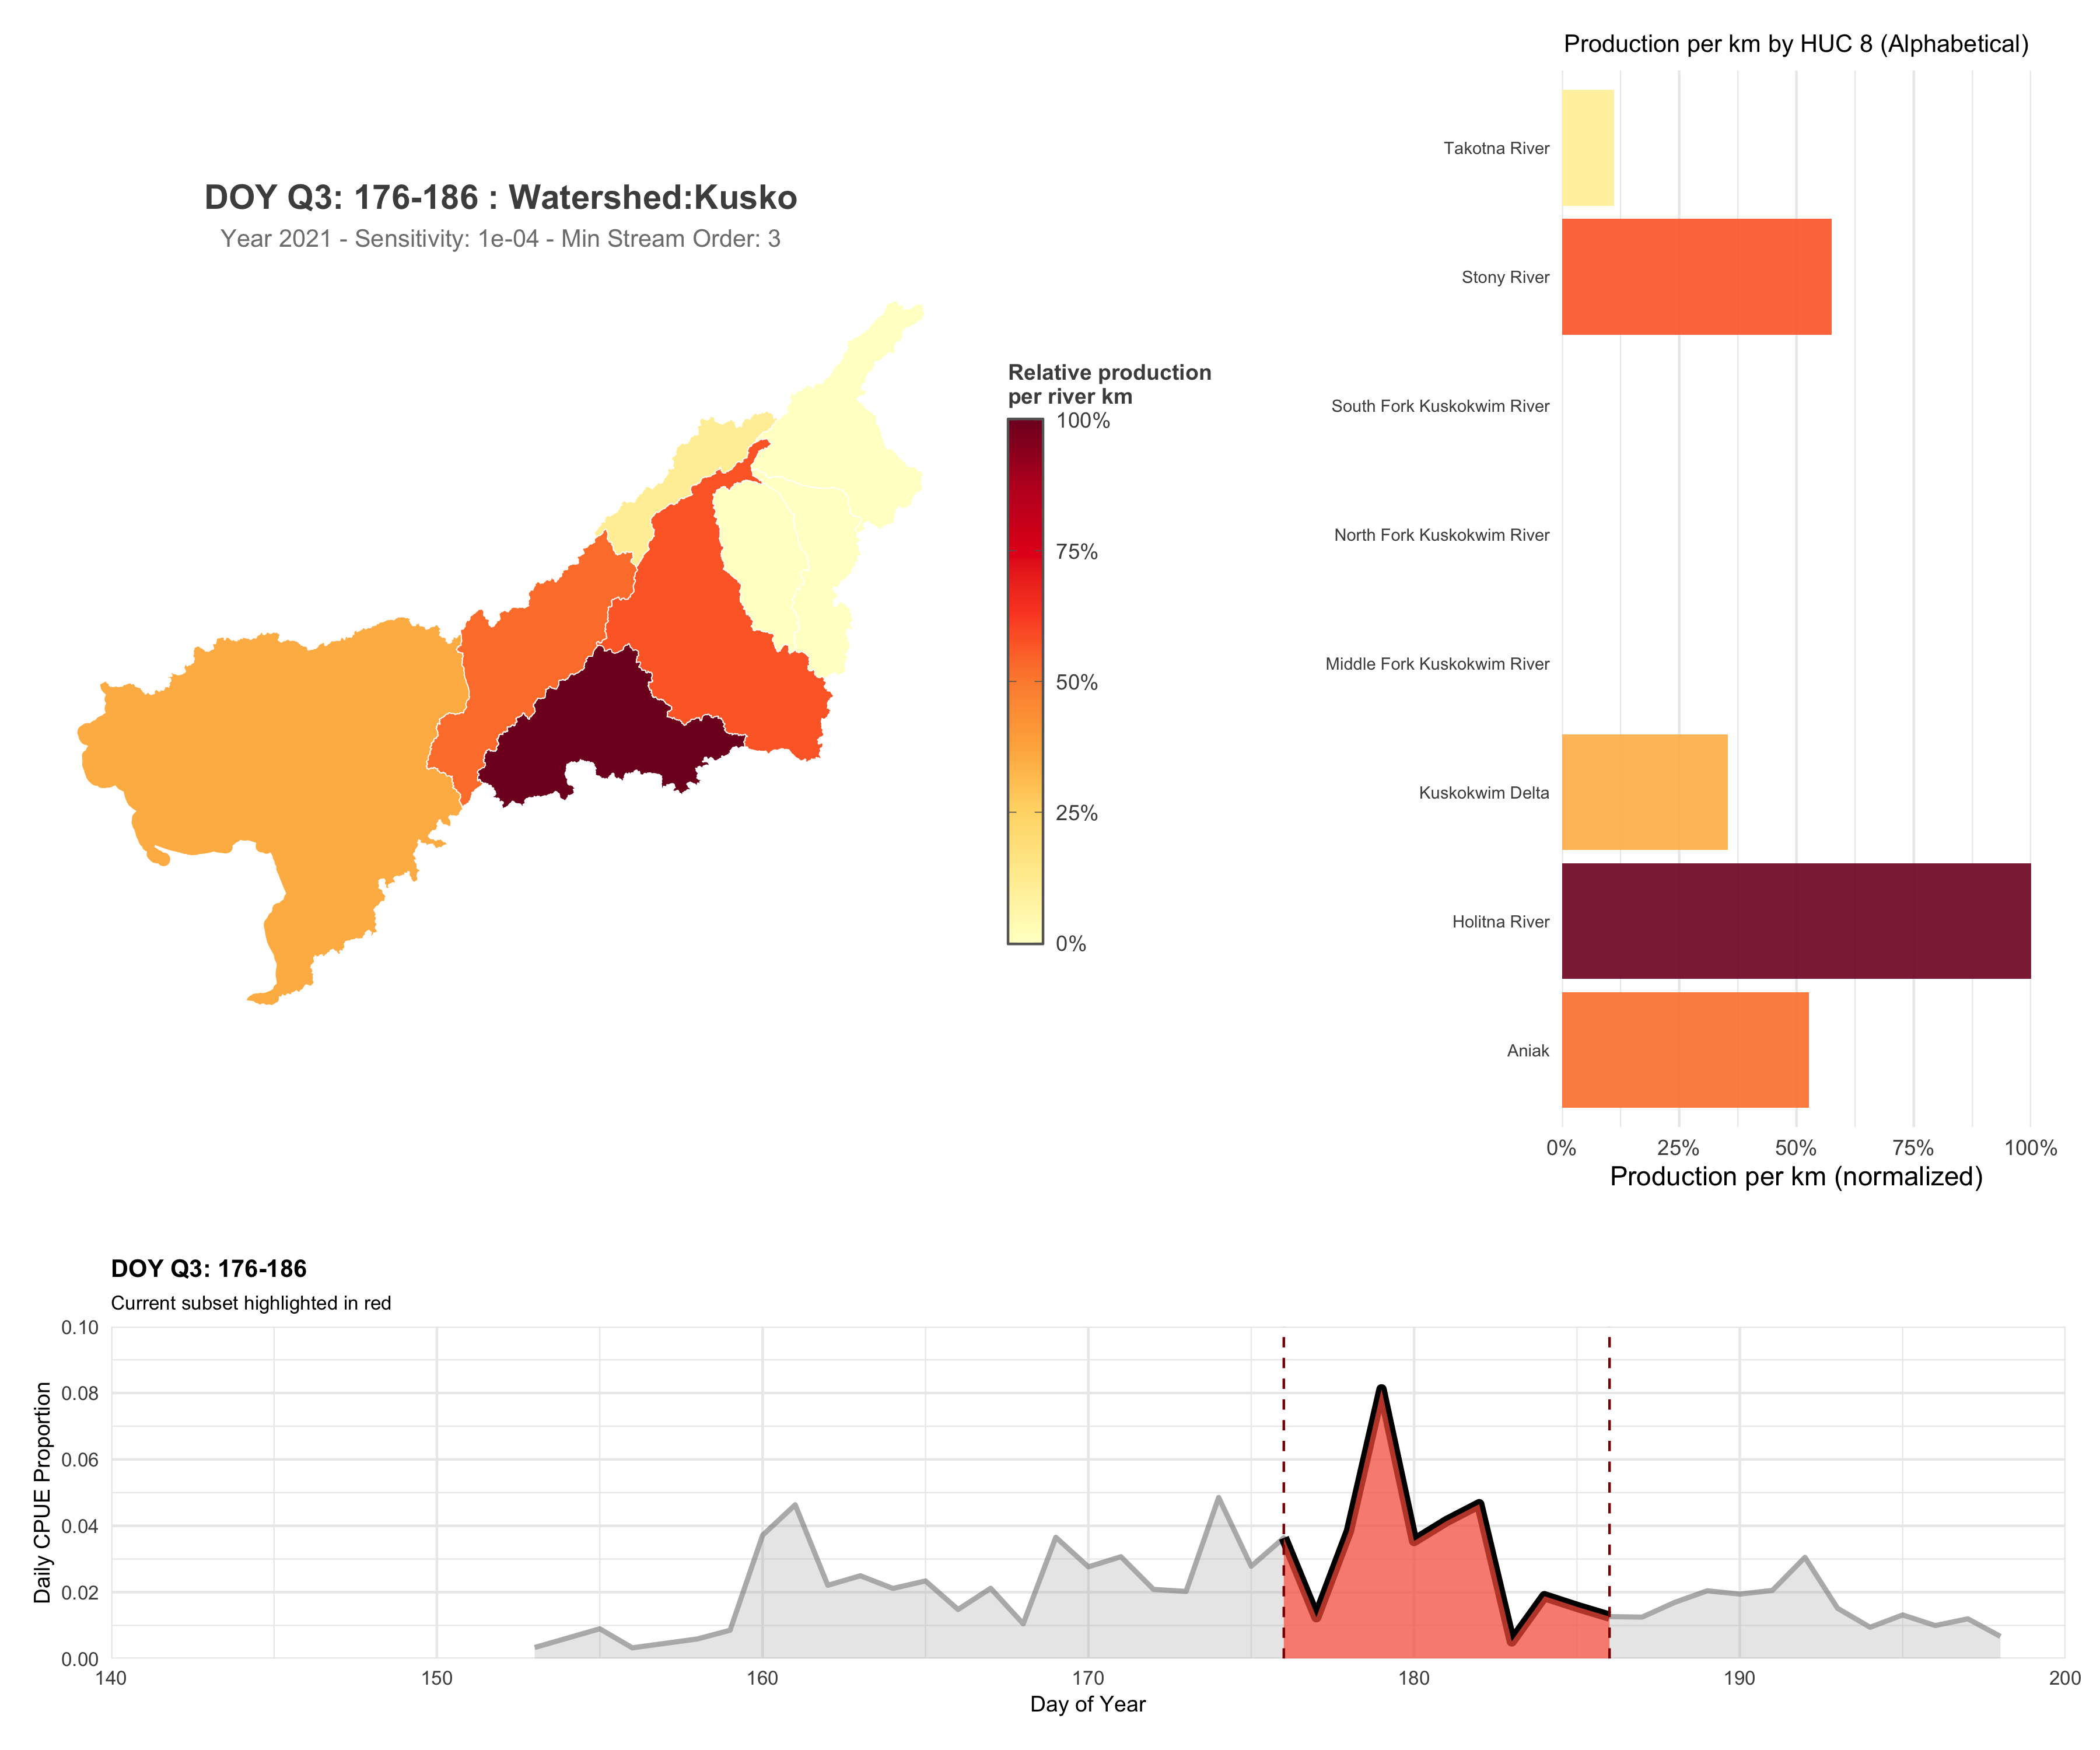 DOY Q3: 176-186 : Watershed:Kusko
Year 2021 - Sensitivity: 1e-04 - Min Stream Order: 3
Relative production
per river km
100%
75%
50%
25%
0%
Production per km by HUC 8 (Alphabetical)
Takotna River
Stony River
South Fork Kuskokwim River
North Fork Kuskokwim River
Middle Fork Kuskokwim River
Kuskokwim Delta
Holitna River
Aniak
0% 25% 50% 75% 100%
Production per km (normalized)
DOY Q3: 176-186
Current subset highlighted in red
Daily CPUE Proportion
0.10
0.08
0.06
0.04
0.02
0.00
140 150 160 170 180 190 200
Day of Year